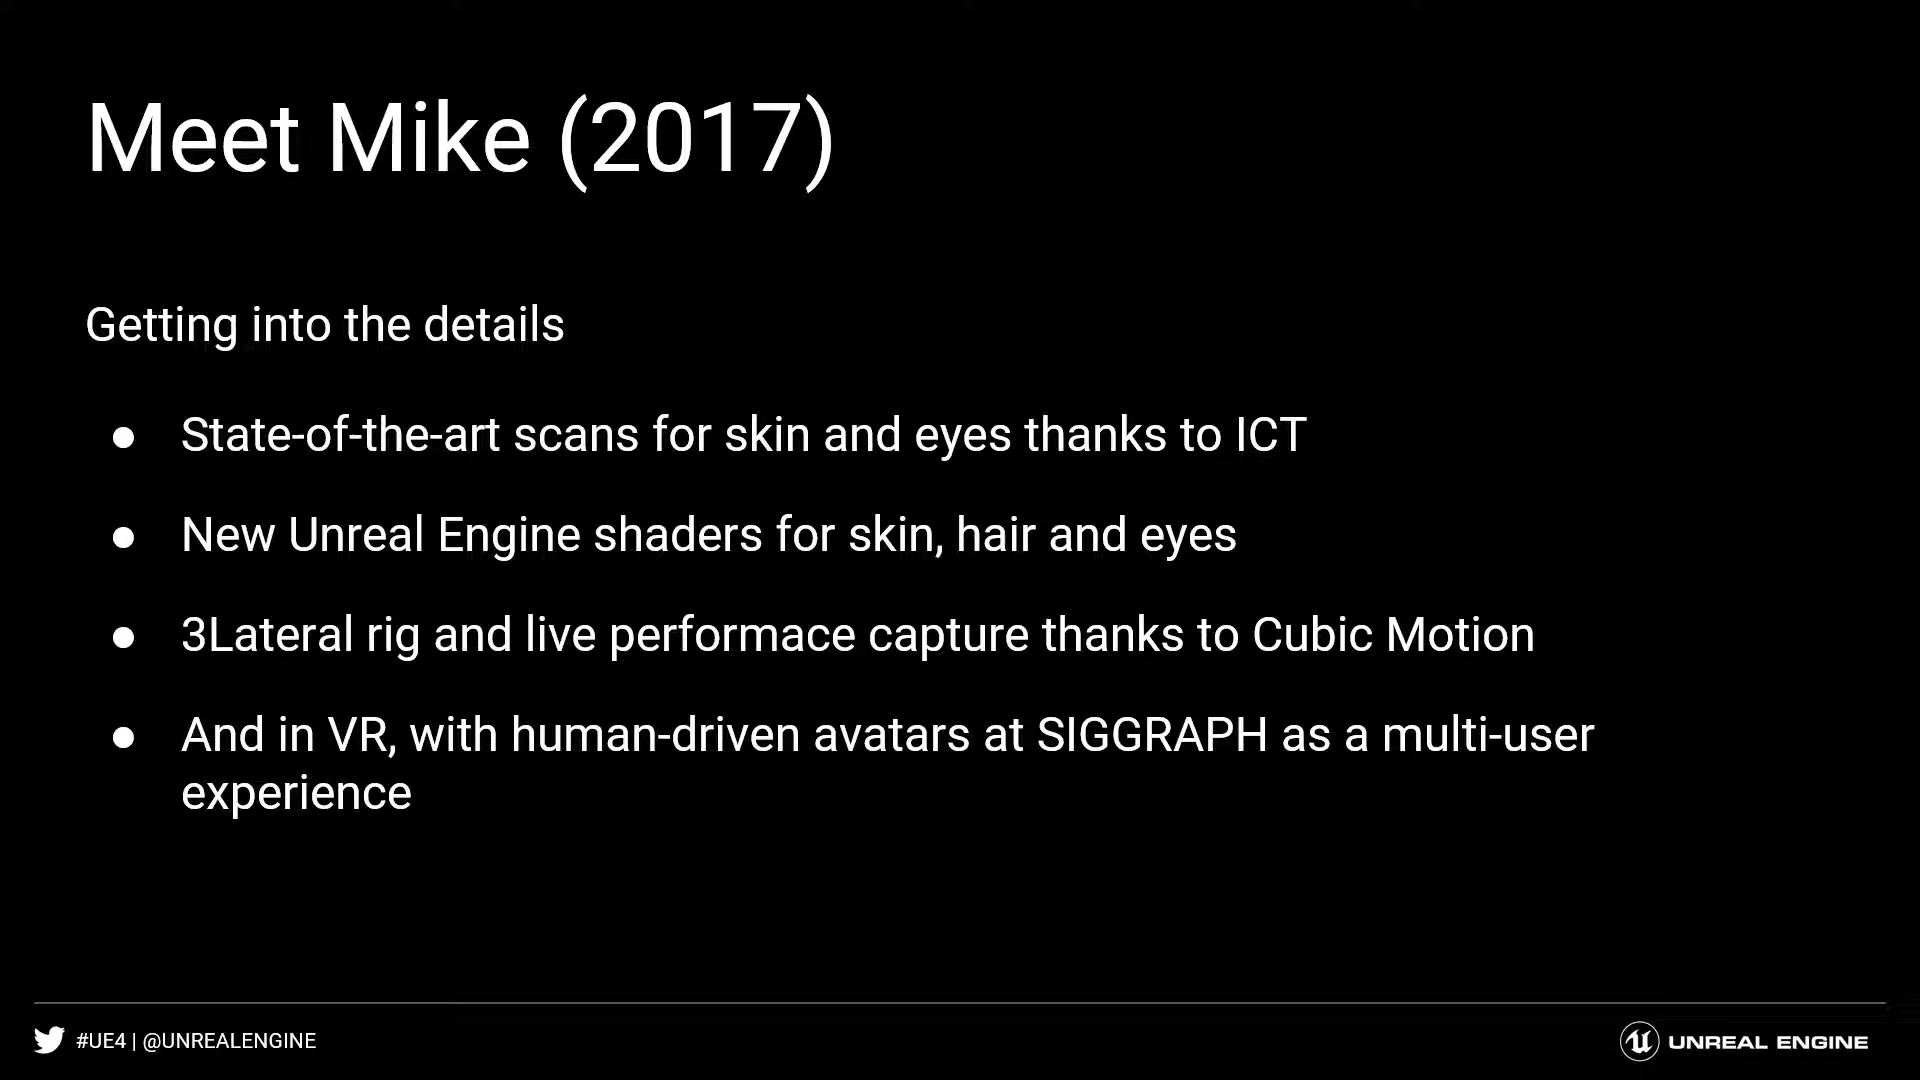 Meet Mike (2017)
Getting into the details
● State-of-the-art scans for skin and eyes thanks to ICT
● New Unreal Engine shaders for skin, hair and eyes
● 3Lateral rig and live performace capture thanks to Cubic Motion
● And in VR, with human-driven avatars at SIGGRAPH as a multi-user
experience
#UE4 | @UNREALENGINE
UNREAL ENGINE